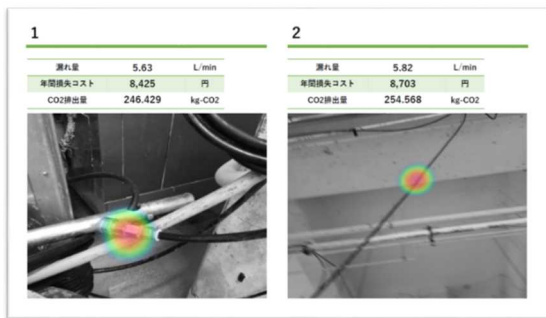 1
漏れ量 5.63 L/min
年間損失コスト 8,425 円
CO2排出量 246.429 kg-CO2
2
漏れ量 5.82 L/min
年間損失コスト 8,703 円
CO2排出量 254.568 kg-CO2